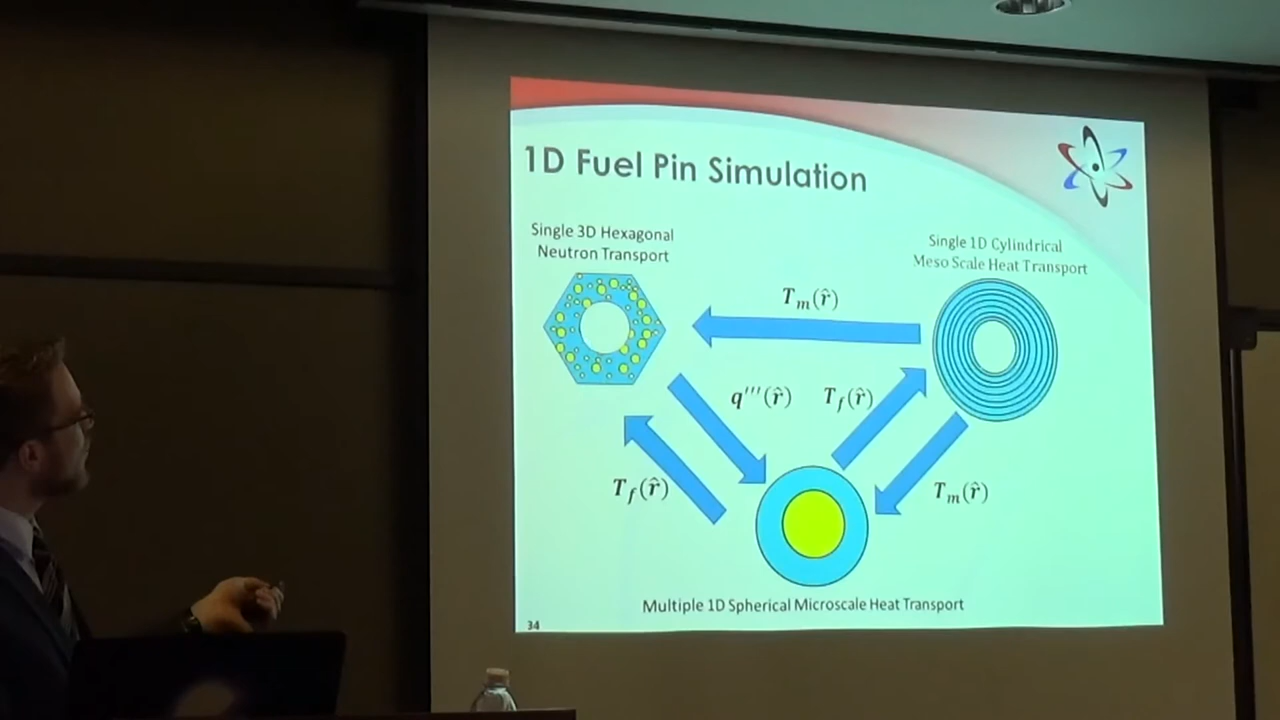 1D Fuel Pin Simulation
Single 3D Hexagonal
Neutron Transport
Single 1D Cylindrical
Meso Scale Heat Transport
T_m(r̂)
q'''(r̂)
T_f(r̂)
T_f(r̂)
T_m(r̂)
Multiple 1D Spherical Microscale Heat Transport
34